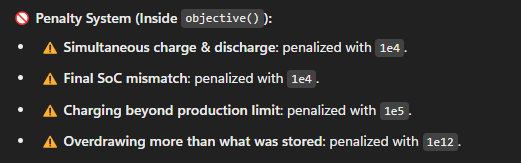 🚫 Penalty System (Inside objective()):
• ⚠️ Simultaneous charge & discharge: penalized with 1e4.
• ⚠️ Final SoC mismatch: penalized with 1e4.
• ⚠️ Charging beyond production limit: penalized with 1e5.
• ⚠️ Overdrawing more than what was stored: penalized with 1e12.